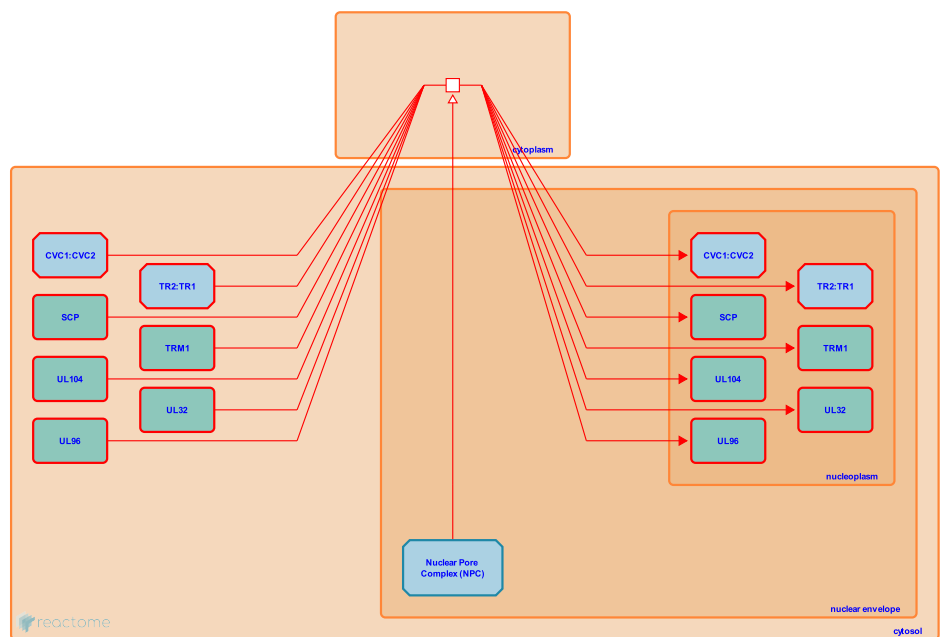 cytoplasm
CVC1:CVC2
TR2:TR1
SCP
TRM1
UL104
UL32
UL96
CVC1:CVC2
TR2:TR1
SCP
TRM1
UL104
UL32
UL96
nucleoplasm
Nuclear Pore
Complex (NPC)
nuclear envelope
reactome
cytosol